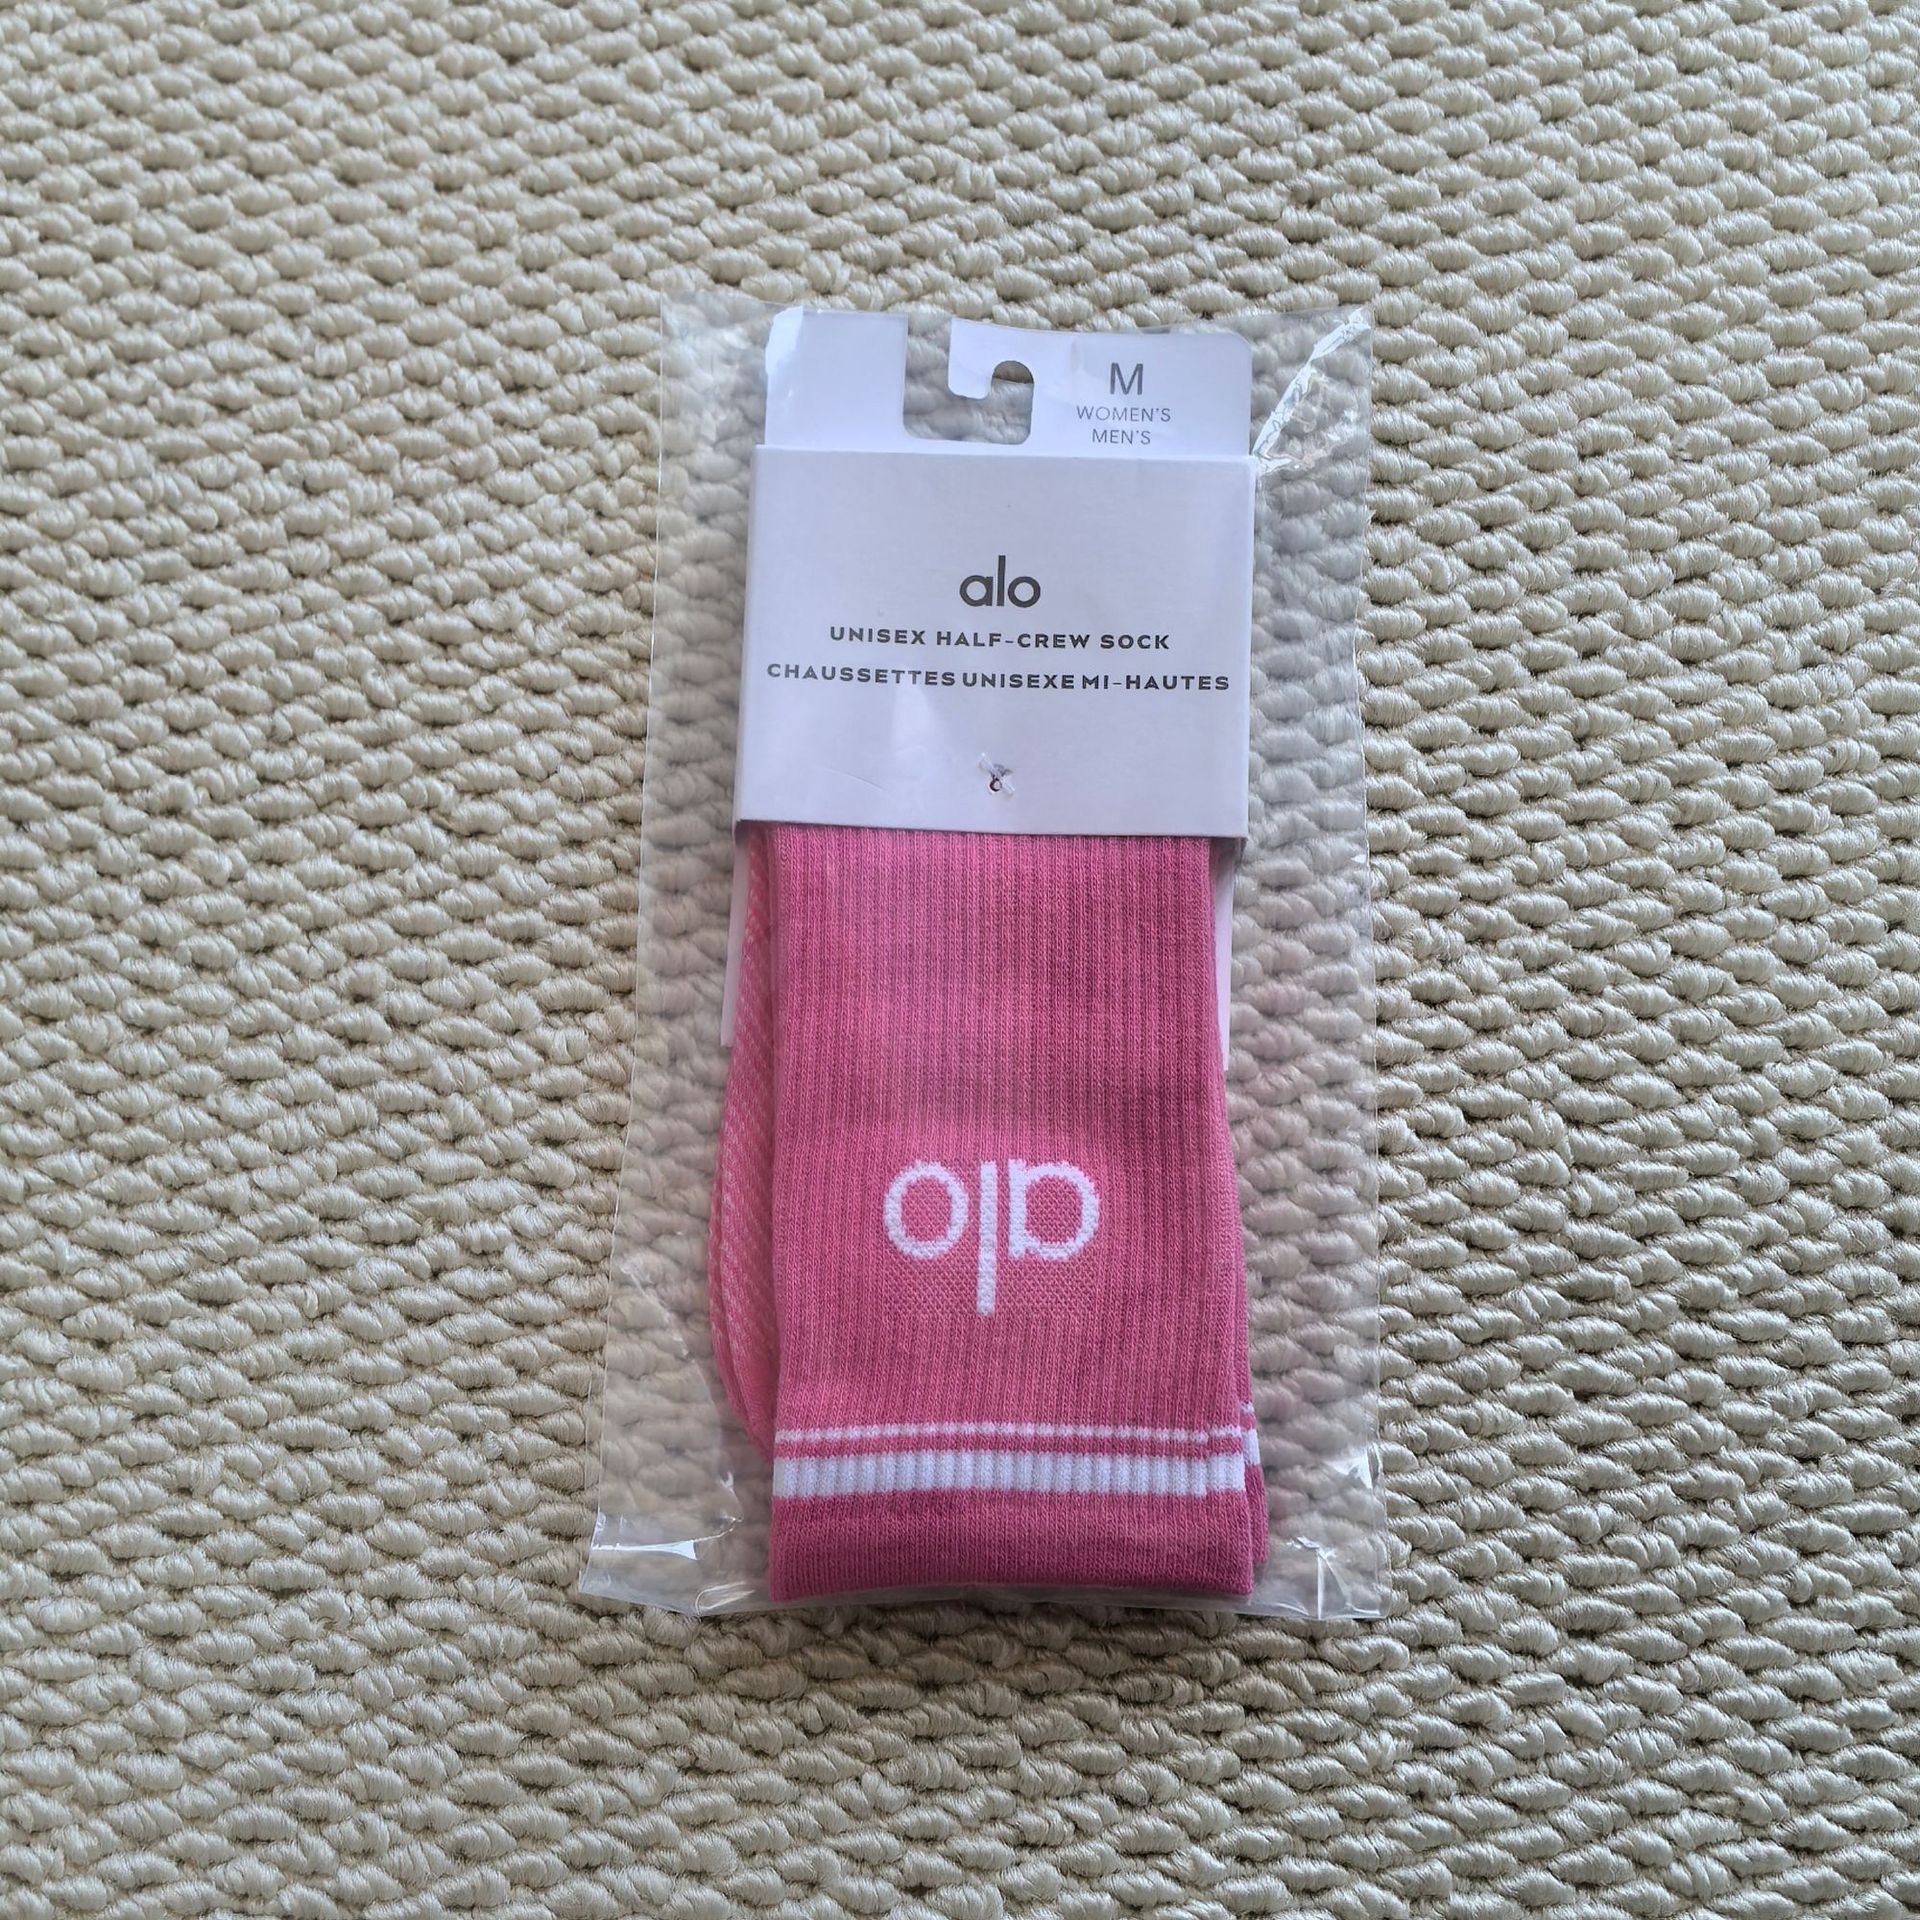 M
WOMEN'S
MEN'S
alo
UNISEX HALF-CREW SOCK
CHAUSSETTES UNISEXE MI-HAUTES
alo